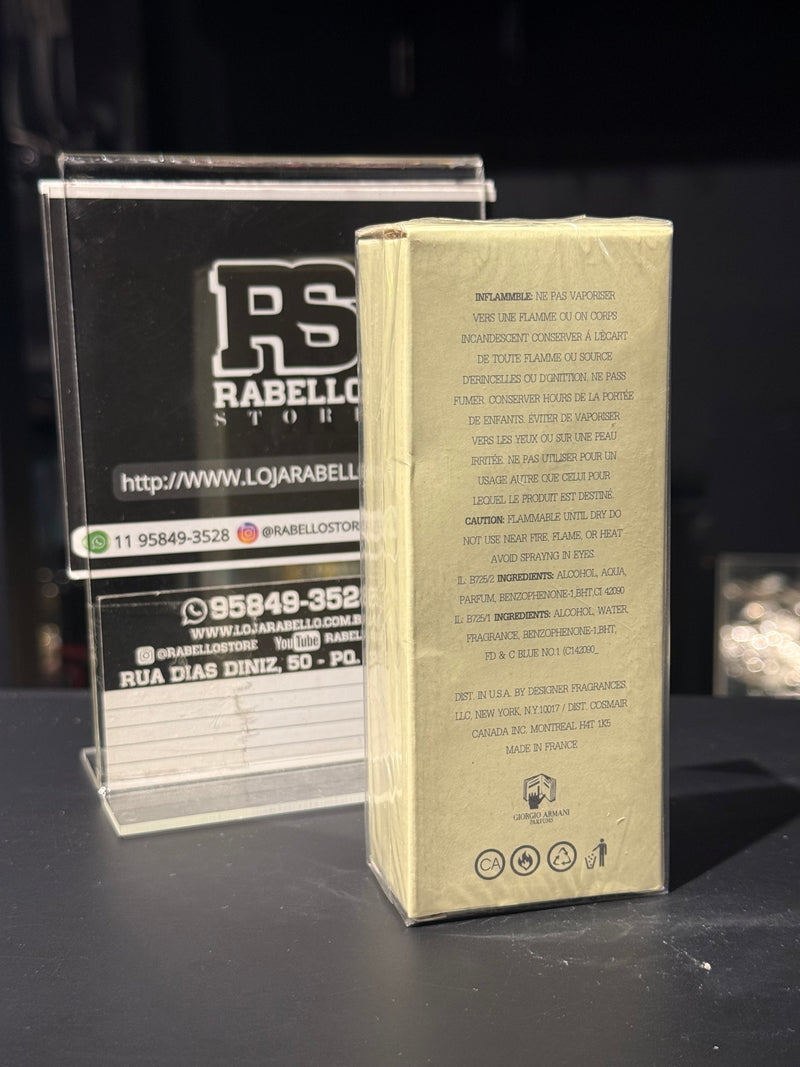 RS
RABELLO
STOR
http://WWW.LOJARABELL
11 95849-3528 @RABELLOSTOR
95849-352
WWW.LOJARABELLO.COM.B
@RABELLOSTORE YouTube RABEL
RUA DIAS DINIZ, 50 - PQ.
INFLAMMBLE: NE PAS VAPORISER
VERS UNE FLAMME OU ON CORPS
INCANDESCENT CONSERVER Á L'ÉCART
DE TOUTE FLAMME OU SOURCE
D'ERINCELLES OU D'GNITTION, NE PASS
FUMER. CONSERVER HOURS DE LA PORTÉE
DE ENFANTS. ÉVITER DE VAPORISER
VERS LES YEUX OU SUR UNE PEAU
IRRITÉE. NE PAS UTILISER POUR UN
USAGE AUTRE QUE CELUI POUR
LEQUEL LE PRODUIT EST DESTINÉ.
CAUTION: FLAMMABLE UNTIL DRY DO
NOT USE NEAR FIRE, FLAME, OR HEAT
AVOID SPRAYNG IN EYES.
IL: B725/2 INGREDIENTS: ALCOHOL, AQUA,
PARFUM, BENZOPHENONE-1,BHT,CI 42090
IL: B725/1 INGREDIENTS: ALCOHOL, WATER,
FRAGRANCE, BENZOPHENONE-1,BHT,
FD & C BLUE NO.1 (C142090_
DIST. IN U.S.A. BY DESIGNER FRAGRANCES,
LLC, NEW YORK, N.Y.10017 / DIST. COSMAIR
CANADA INC. MONTREAL H4T 1K5
MADE IN FRANCE
GIORGIO ARMANI
PARFUMS
CA